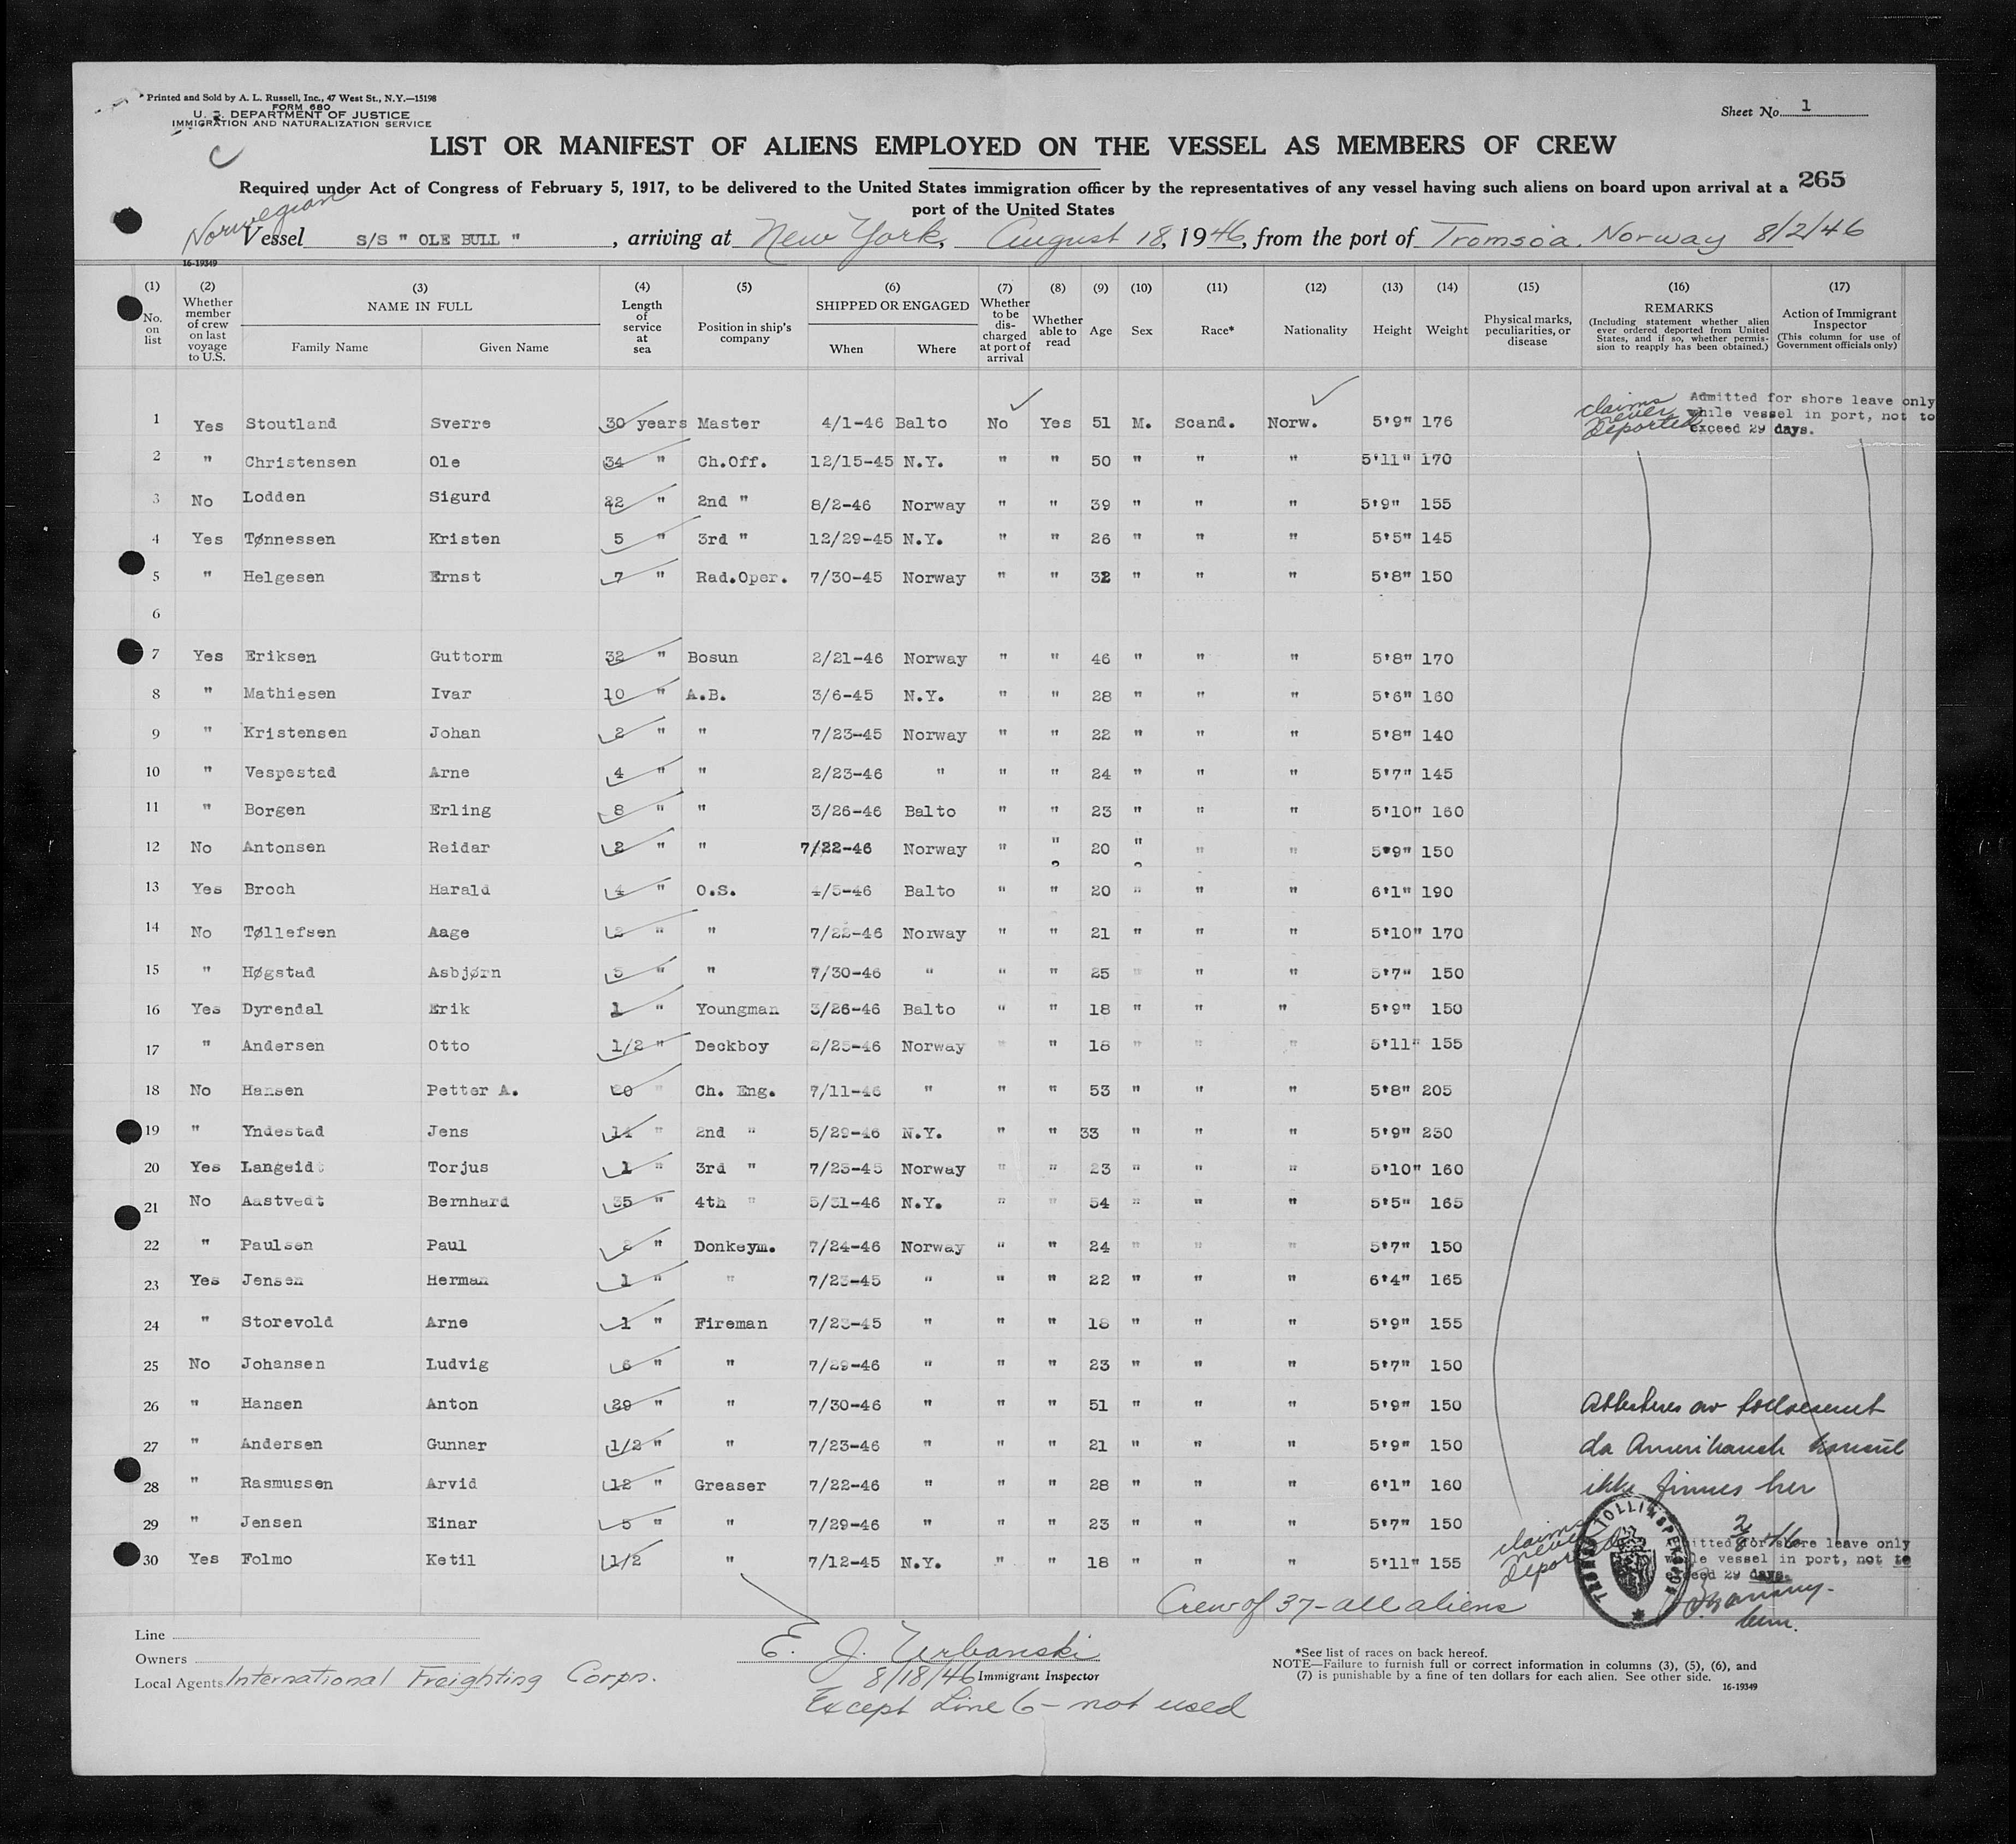 Printed and Sold by A. L. Russell, Inc., 47 West St., N.Y.—15198
FORM 680
U. S. DEPARTMENT OF JUSTICE
IMMIGRATION AND NATURALIZATION SERVICE
Sheet No. 1
LIST OR MANIFEST OF ALIENS EMPLOYED ON THE VESSEL AS MEMBERS OF CREW
Required under Act of Congress of February 5, 1917, to be delivered to the United States immigration officer by the representatives of any vessel having such aliens on board upon arrival at a
port of the United States
265
Norwegian
Vessel S/S " OLE BULL " , arriving at New York, August 18, 1946, from the port of Tromsoa, Norway 8/2/46
16-19349
(1) No. on list
(2) Whether member of crew on last voyage to U.S.
(3) NAME IN FULL
Family Name Given Name
(4) Length of service at sea
(5) Position in ship's company
(6) SHIPPED OR ENGAGED
When Where
(7) Whether to be discharged at port of arrival
(8) Whether able to read
(9) Age
(10) Sex
(11) Race*
(12) Nationality
(13) Height
(14) Weight
(15) Physical marks, peculiarities, or disease
(16) REMARKS
(Including statement whether alien ever ordered deported from United States, and if so, whether permission to reapply has been obtained.)
(17) Action of Immigrant Inspector
(This column for use of Government officials only)
1 Yes Stoutland Sverre 30 years Master 4/1-46 Balto No Yes 51 M. Scand. Norw. 5'9" 176 claims never deported Admitted for shore leave only while vessel in port, not to exceed 29 days.
2 " Christensen Ole 34 " Ch.Off. 12/15-45 N.Y. " " 50 " " " 5'11" 170
3 No Lodden Sigurd 22 " 2nd " 8/2-46 Norway " " 39 " " " 5'9" 155
4 Yes Tønnessen Kristen 5 " 3rd " 12/29-45 N.Y. " " 26 " " " 5'5" 145
5 " Helgesen Ernst 7 " Rad.Oper. 7/30-45 Norway " " 32 " " " 5'8" 150
6
7 Yes Eriksen Guttorm 32 " Bosun 2/21-46 Norway " " 46 " " " 5'8" 170
8 " Mathiesen Ivar 10 " A.B. 3/6-45 N.Y. " " 28 " " " 5'6" 160
9 " Kristensen Johan 2 " " 7/23-45 Norway " " 22 " " " 5'8" 140
10 " Vespestad Arne 4 " " 2/23-46 " " " 24 " " " 5'7" 145
11 " Borgen Erling 8 " " 3/26-46 Balto " " 23 " " " 5'10" 160
12 No Antonsen Reidar 2 " " 7/22-46 Norway " " 20 " " " 5'9" 150
13 Yes Broch Harald 4 " O.S. 4/5-46 Balto " " 20 " " " 6'1" 190
14 No Tøllefsen Aage 2 " " 7/22-46 Norway " " 21 " " " 5'10" 170
15 " Høgstad Asbjørn 5 " " 7/30-46 " " " 25 " " " 5'7" 150
16 Yes Dyrendal Erik 1 " Youngman 3/26-46 Balto " " 18 " " " 5'9" 150
17 " Andersen Otto 1/2 " Deckboy 2/25-46 Norway " " 18 " " " 5'11" 155
18 No Hansen Petter A. " Ch. Eng. 7/11-46 " " " 53 " " " 5'8" 205
19 " Yndestad Jens 14 " 2nd " 5/29-46 N.Y. " " 33 " " 5'9" 230
20 Yes Langeidt Torjus 1 " 3rd " 7/23-45 Norway " " 23 " " " 5'10" 160
21 No Aastvedt Bernhard 35 " 4th " 5/31-46 N.Y. " " 54 " " " 5'5" 165
22 " Paulsen Paul " Donkeym. 7/24-46 Norway " " 24 " " " 5'7" 150
23 Yes Jensen Herman 1 " " 7/23-45 " " " 22 " " " 6'4" 165
24 " Storevold Arne 1 " Fireman 7/23-45 " " " 18 " " " 5'9" 155
25 No Johansen Ludvig 6 " " 7/29-46 " " " 23 " " " 5'7" 150
26 " Hansen Anton 29 " " 7/30-46 " " " 51 " " " 5'9" 150
27 " Andersen Gunnar 1/2 " " 7/23-46 " " " 21 " " " 5'9" 150
28 " Rasmussen Arvid 12 " Greaser 7/22-46 " " " 28 " " " 6'1" 160
29 " Jensen Einar 5 " " 7/29-46 " " " 23 " " " 5'7" 150
30 Yes Folmo Ketil 1/2 " 7/12-45 N.Y. " " 18 " " " 5'11" 155
Attesteres av tollvesenet
da Amerikansk konsul
ikke finnes her
2/8
claims never deported
TROMSØ TOLLINSPEKSJON
itted for shore leave only
le vessel in port, not to
exceed 29 days.
Crew of 37 - all aliens
Line
Owners
Local Agents International Freighting Corpn.
E. J. Urbanski
8/18/46 Immigrant Inspector
Except Line 6 - not used
*See list of races on back hereof.
NOTE—Failure to furnish full or correct information in columns (3), (5), (6), and
(7) is punishable by a fine of ten dollars for each alien. See other side.
16-19349